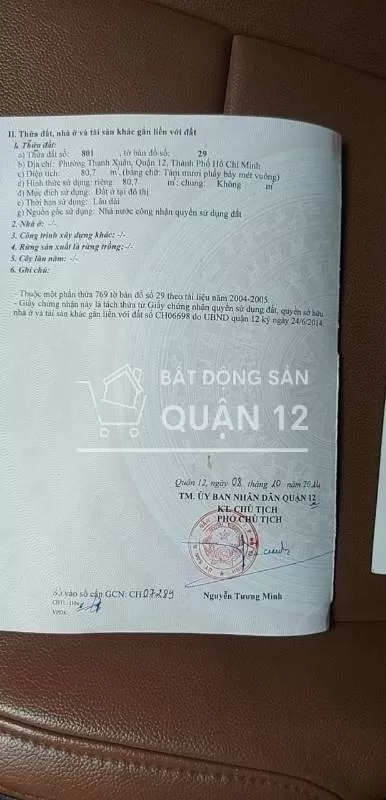 II. Thửa đất, nhà ở và tài sản khác gắn liền với đất
1. Thửa đất:
a) Thửa đất số: 801 , tờ bản đồ số: 29
b) Địa chỉ: Phường Thạnh Xuân, Quận 12, Thành Phố Hồ Chí Minh
c) Diện tích: 80,7 m², (bằng chữ: Tám mươi phẩy bảy mét vuông)
d) Hình thức sử dụng: riêng: 80,7 m²; chung: Không m²
đ) Mục đích sử dụng: Đất ở tại đô thị
e) Thời hạn sử dụng: Lâu dài
g) Nguồn gốc sử dụng: Nhà nước công nhận quyền sử dụng đất
2. Nhà ở: -/-
3. Công trình xây dựng khác: -/-
4. Rừng sản xuất là rừng trồng: -/-
5. Cây lâu năm: -/-
6. Ghi chú:
- Thuộc một phần thửa 769 tờ bản đồ số 29 theo tài liệu năm 2004-2005.
- Giấy chứng nhận này là tách thửa từ Giấy chứng nhận quyền sử dụng đất, quyền sở hữu
nhà ở và tài sản khác gắn liền với đất số CH06698 do UBND quận 12 ký ngày 24/6/2014.
BẤT ĐỘNG SẢN
QUẬN 12
Quận 12, ngày 08 tháng 10 năm 2014
TM. ỦY BAN NHÂN DÂN QUẬN 12
KT. CHỦ TỊCH
PHÓ CHỦ TỊCH
Số vào sổ cấp GCN: CH07289
Nguyễn Tương Minh